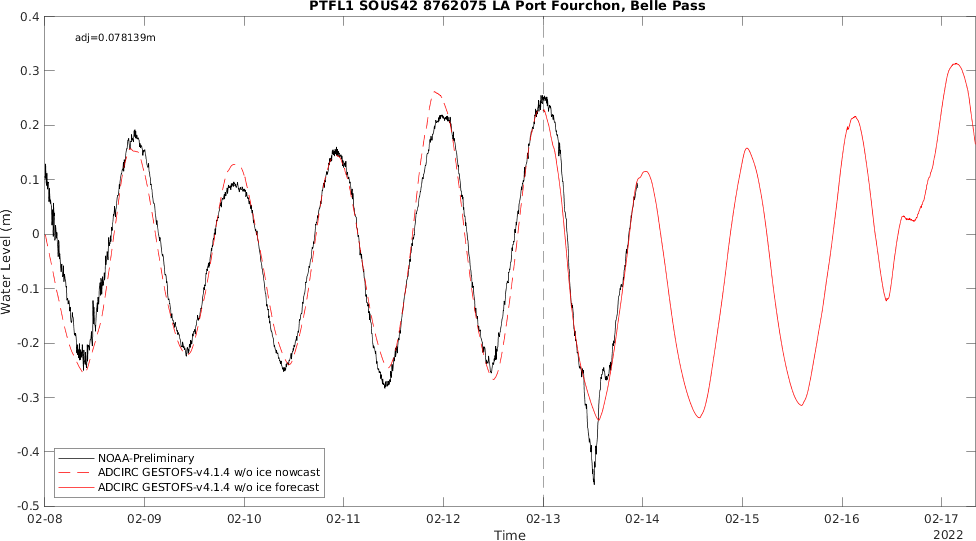 PTFL1 SOUS42 8762075 LA Port Fourchon, Belle Pass
adj=0.078139m
0.4
0.3
0.2
0.1
0
-0.1
-0.2
-0.3
-0.4
-0.5
Water Level (m)
NOAA-Preliminary
ADCIRC GESTOFS-v4.1.4 w/o ice nowcast
ADCIRC GESTOFS-v4.1.4 w/o ice forecast
02-08 02-09 02-10 02-11 02-12 02-13 02-14 02-15 02-16 02-17
Time
2022